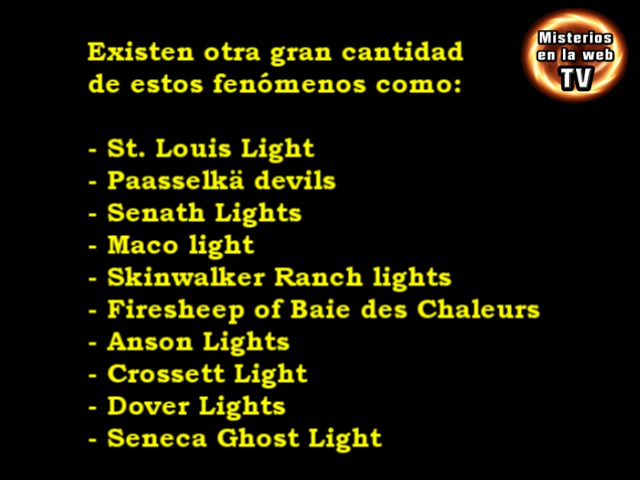 Existen otra gran cantidad
de estos fenómenos como:
- St. Louis Light
- Paasselkä devils
- Senath Lights
- Maco light
- Skinwalker Ranch lights
- Firesheep of Baie des Chaleurs
- Anson Lights
- Crossett Light
- Dover Lights
- Seneca Ghost Light
Misterios
en la web
TV